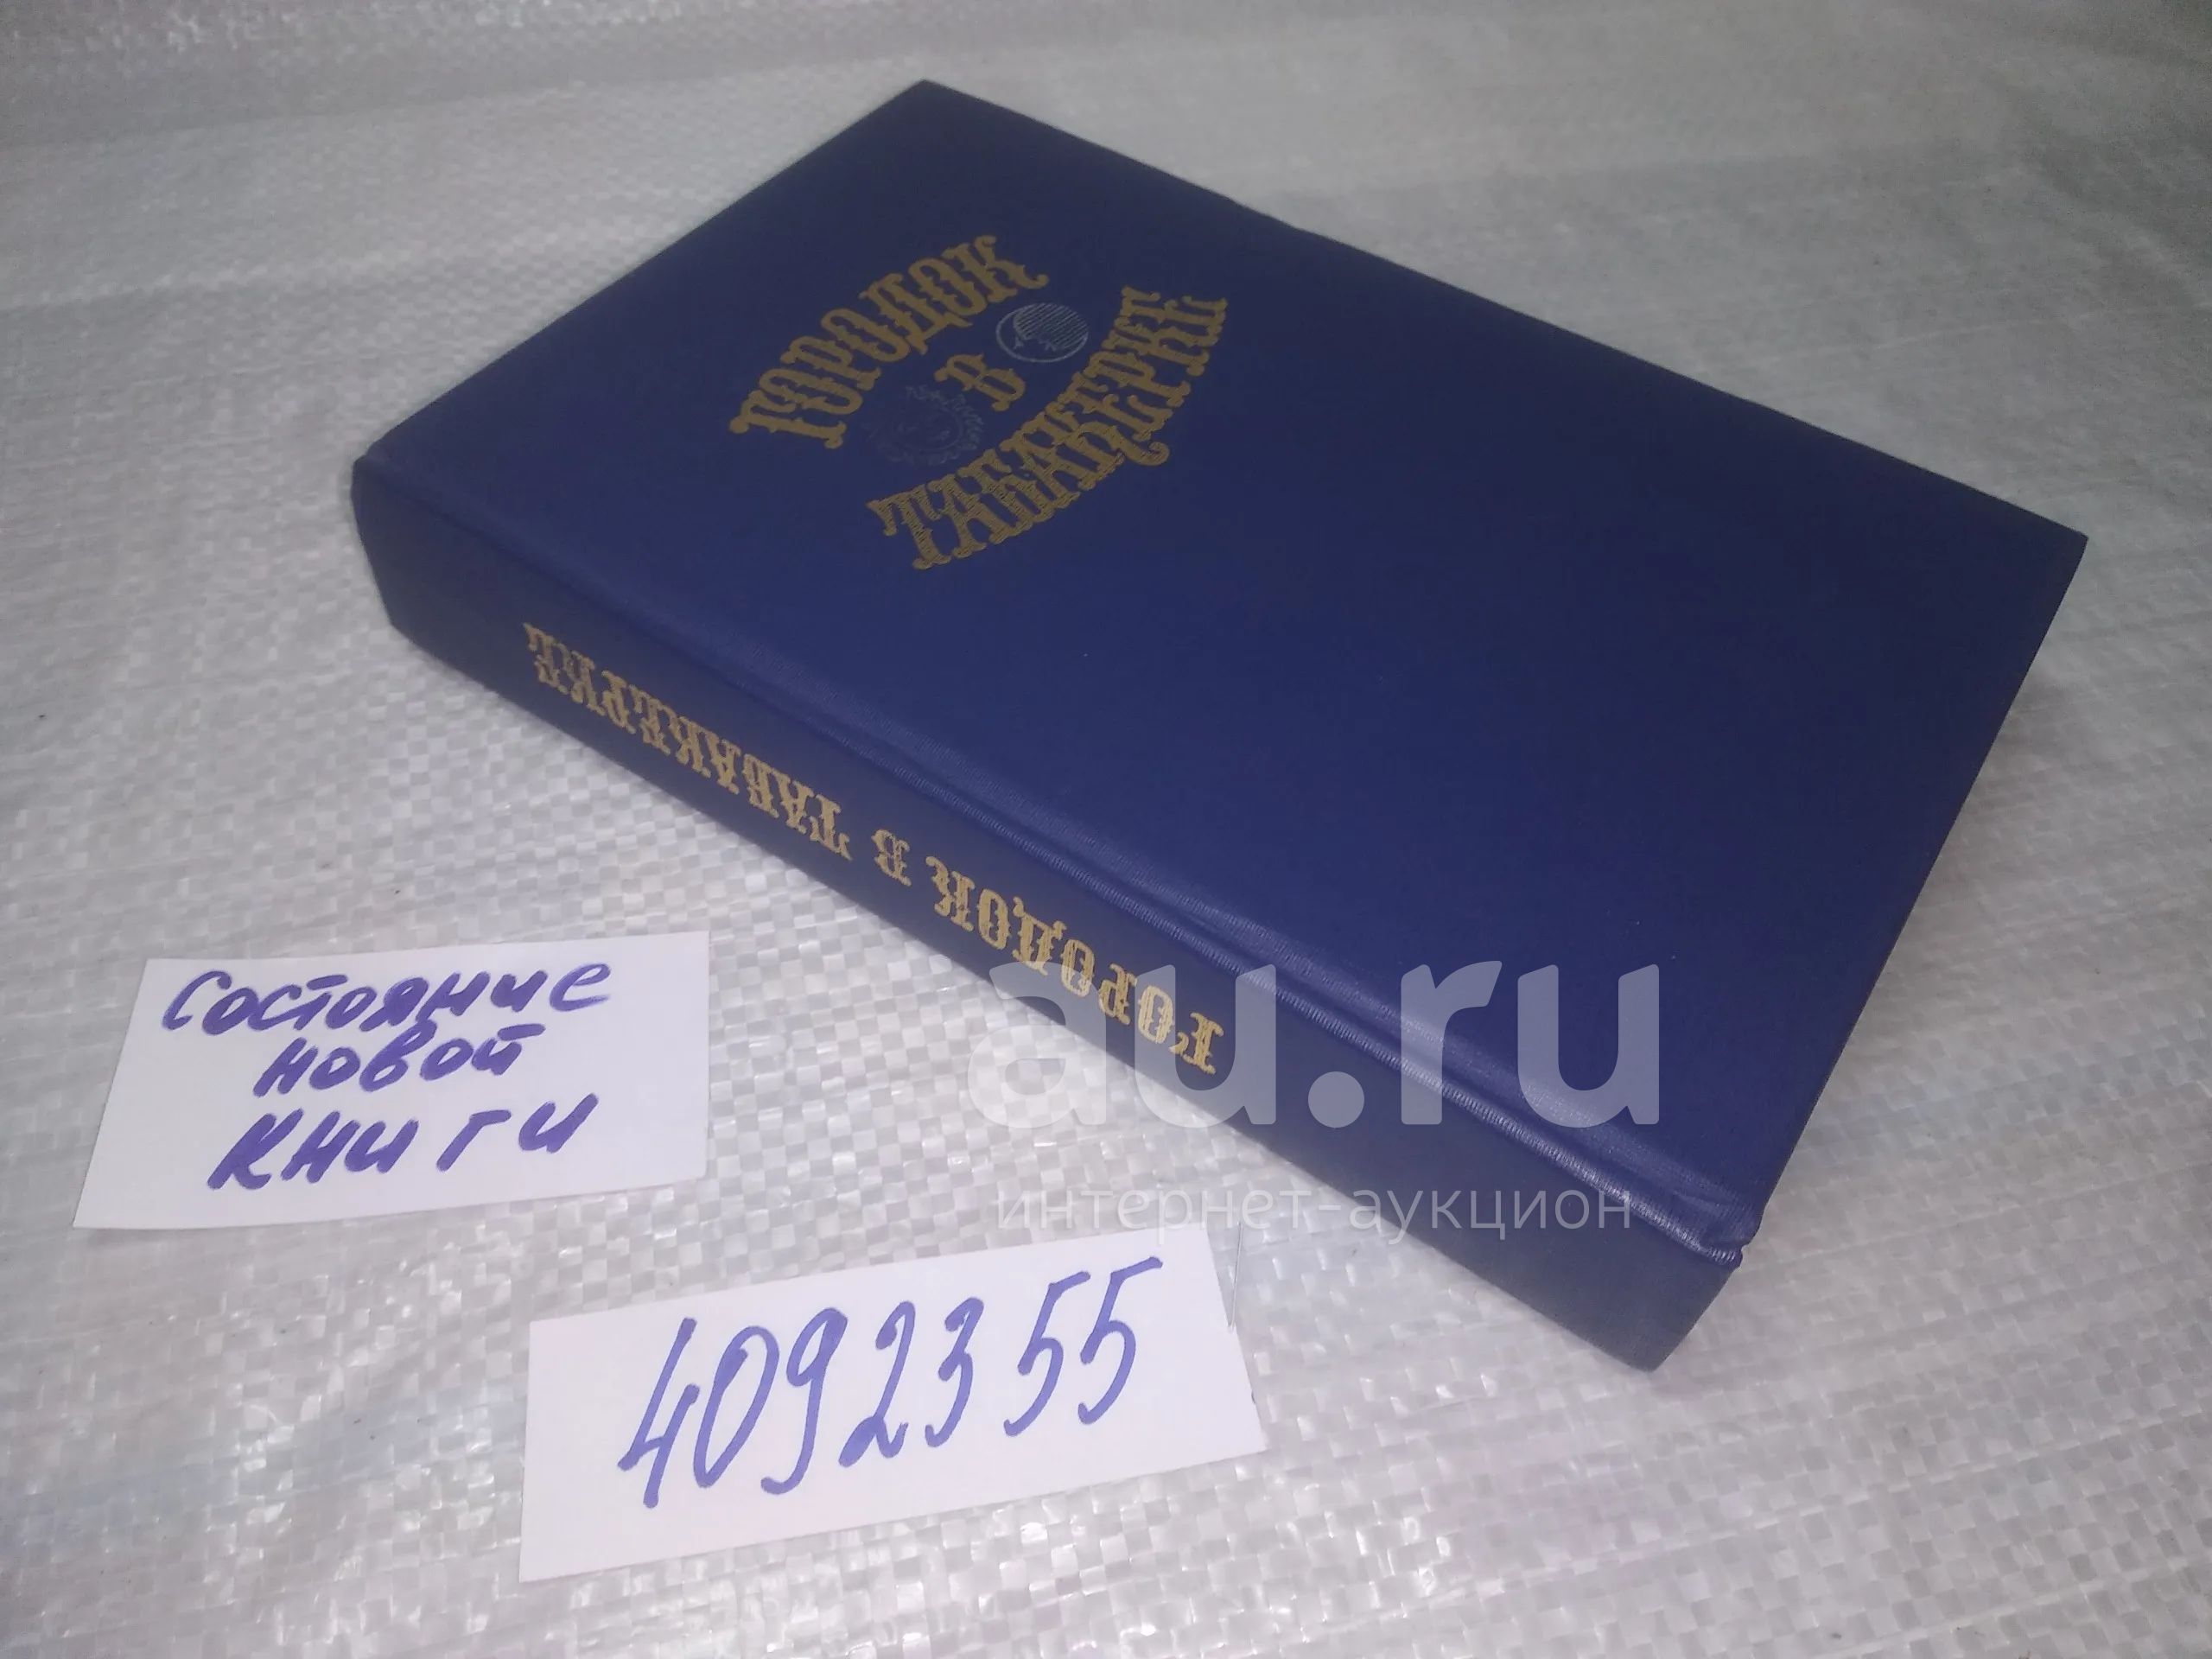 ГОРОДОК
В
ТАБАКЕРКЕ
ГОРОДОК В ТАБАКЕРКЕ
au.ru
интернет-аукцион
Состояние
новой
книги
4092355